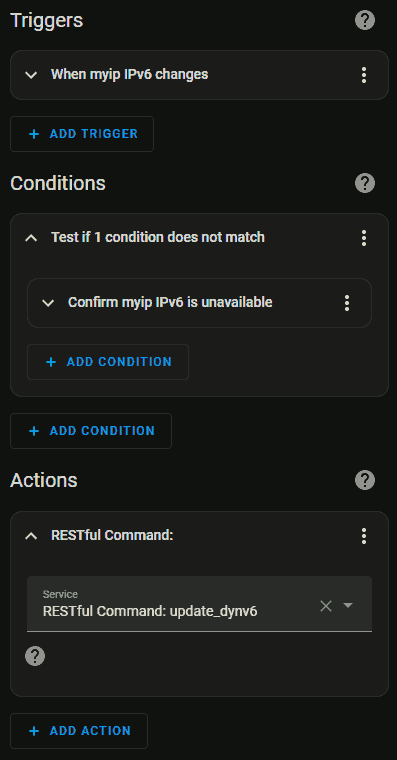 Triggers
When myip IPv6 changes
+ ADD TRIGGER
Conditions
Test if 1 condition does not match
Confirm myip IPv6 is unavailable
+ ADD CONDITION
+ ADD CONDITION
Actions
RESTful Command:
Service
RESTful Command: update_dynv6
+ ADD ACTION